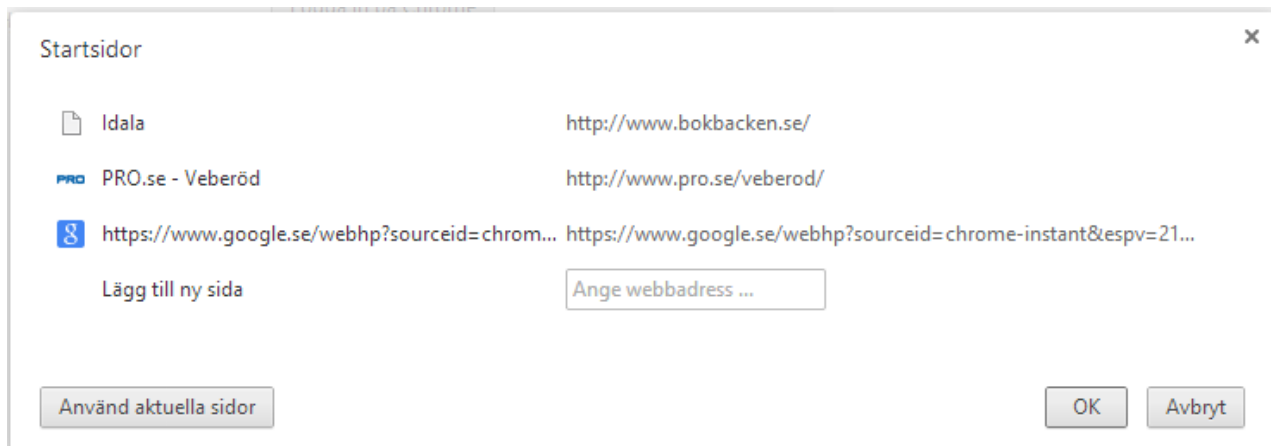 Startsidor
Idala http://www.bokbacken.se/
PRO PRO.se - Veberöd http://www.pro.se/veberod/
8 https://www.google.se/webhp?sourceid=chrom... https://www.google.se/webhp?sourceid=chrome-instant&espv=21...
Lägg till ny sida Ange webbadress ...
Använd aktuella sidor OK Avbryt